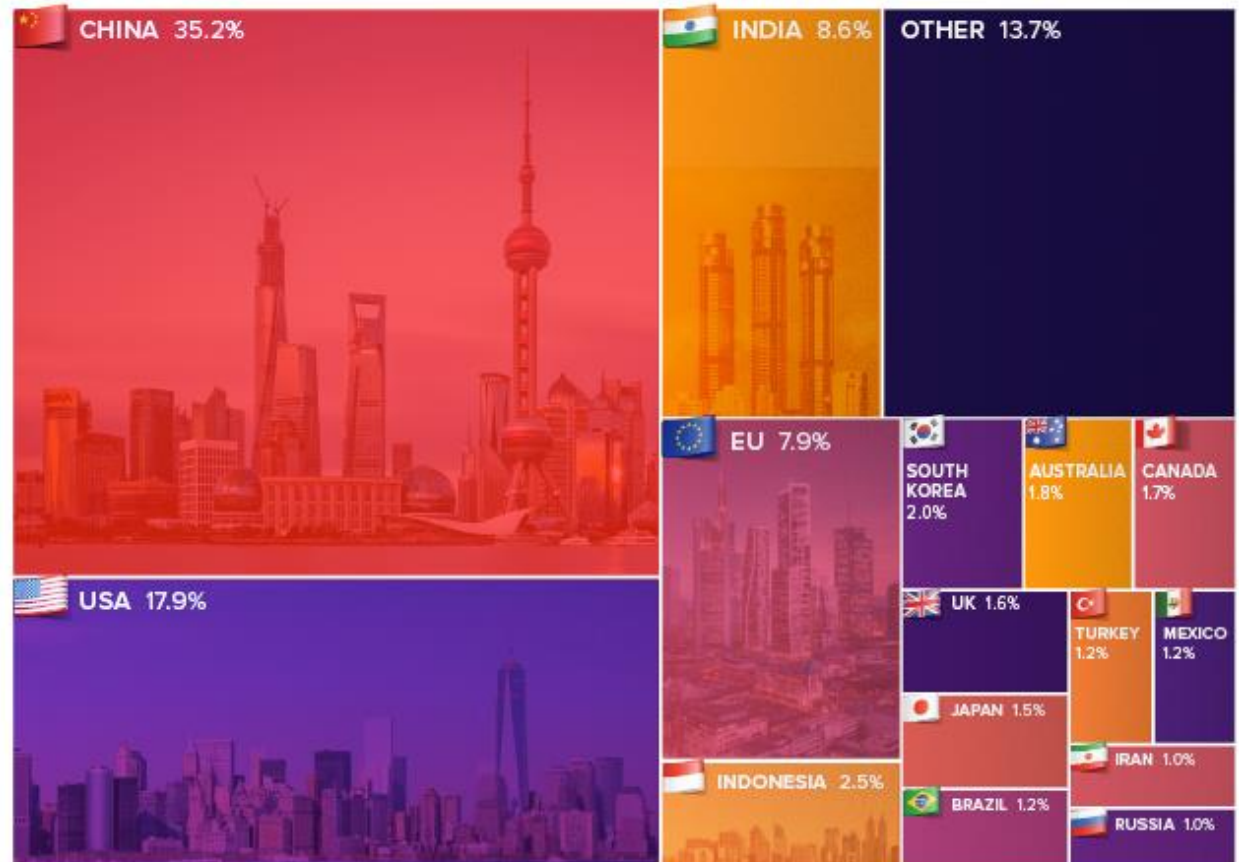 CHINA 35.2%
INDIA 8.6%
OTHER 13.7%
EU 7.9%
SOUTH
KOREA
2.0%
AUSTRALIA
1.8%
CANADA
1.7%
USA 17.9%
UK 1.6%
TURKEY
1.2%
MEXICO
1.2%
JAPAN 1.5%
IRAN 1.0%
INDONESIA 2.5%
BRAZIL 1.2%
RUSSIA 1.0%